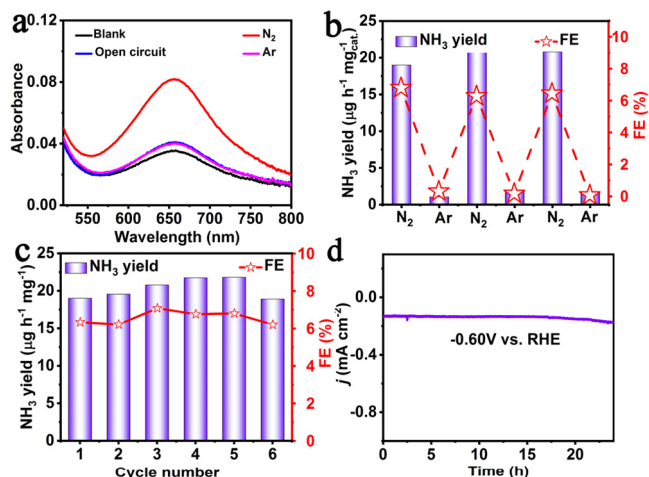 a
Blank
N₂
Open circuit
Ar
0.12
0.08
0.04
0.00
Absorbance
550 600 650 700 750 800
Wavelength (nm)
b
NH₃ yield
FE
25
20
15
10
5
0
NH₃ yield (µg h⁻¹ mg⁻¹cat.)
10
8
6
4
2
0
FE (%)
N₂ Ar N₂ Ar N₂ Ar
c
NH₃ yield
FE
25
20
15
10
5
0
NH₃ yield (µg h⁻¹ mg⁻¹)
10
8
6
4
2
0
FE (%)
1 2 3 4 5 6
Cycle number
d
0.0
-0.4
-0.8
j (mA cm⁻²)
-0.60V vs. RHE
0 5 10 15 20
Time (h)